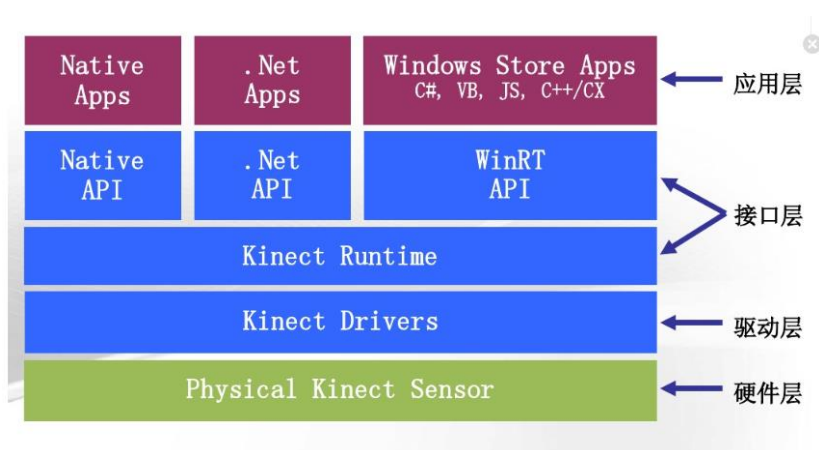 Native
Apps
.Net
Apps
Windows Store Apps
C#, VB, JS, C++/CX
应用层
Native
API
.Net
API
WinRT
API
接口层
Kinect Runtime
Kinect Drivers
驱动层
Physical Kinect Sensor
硬件层